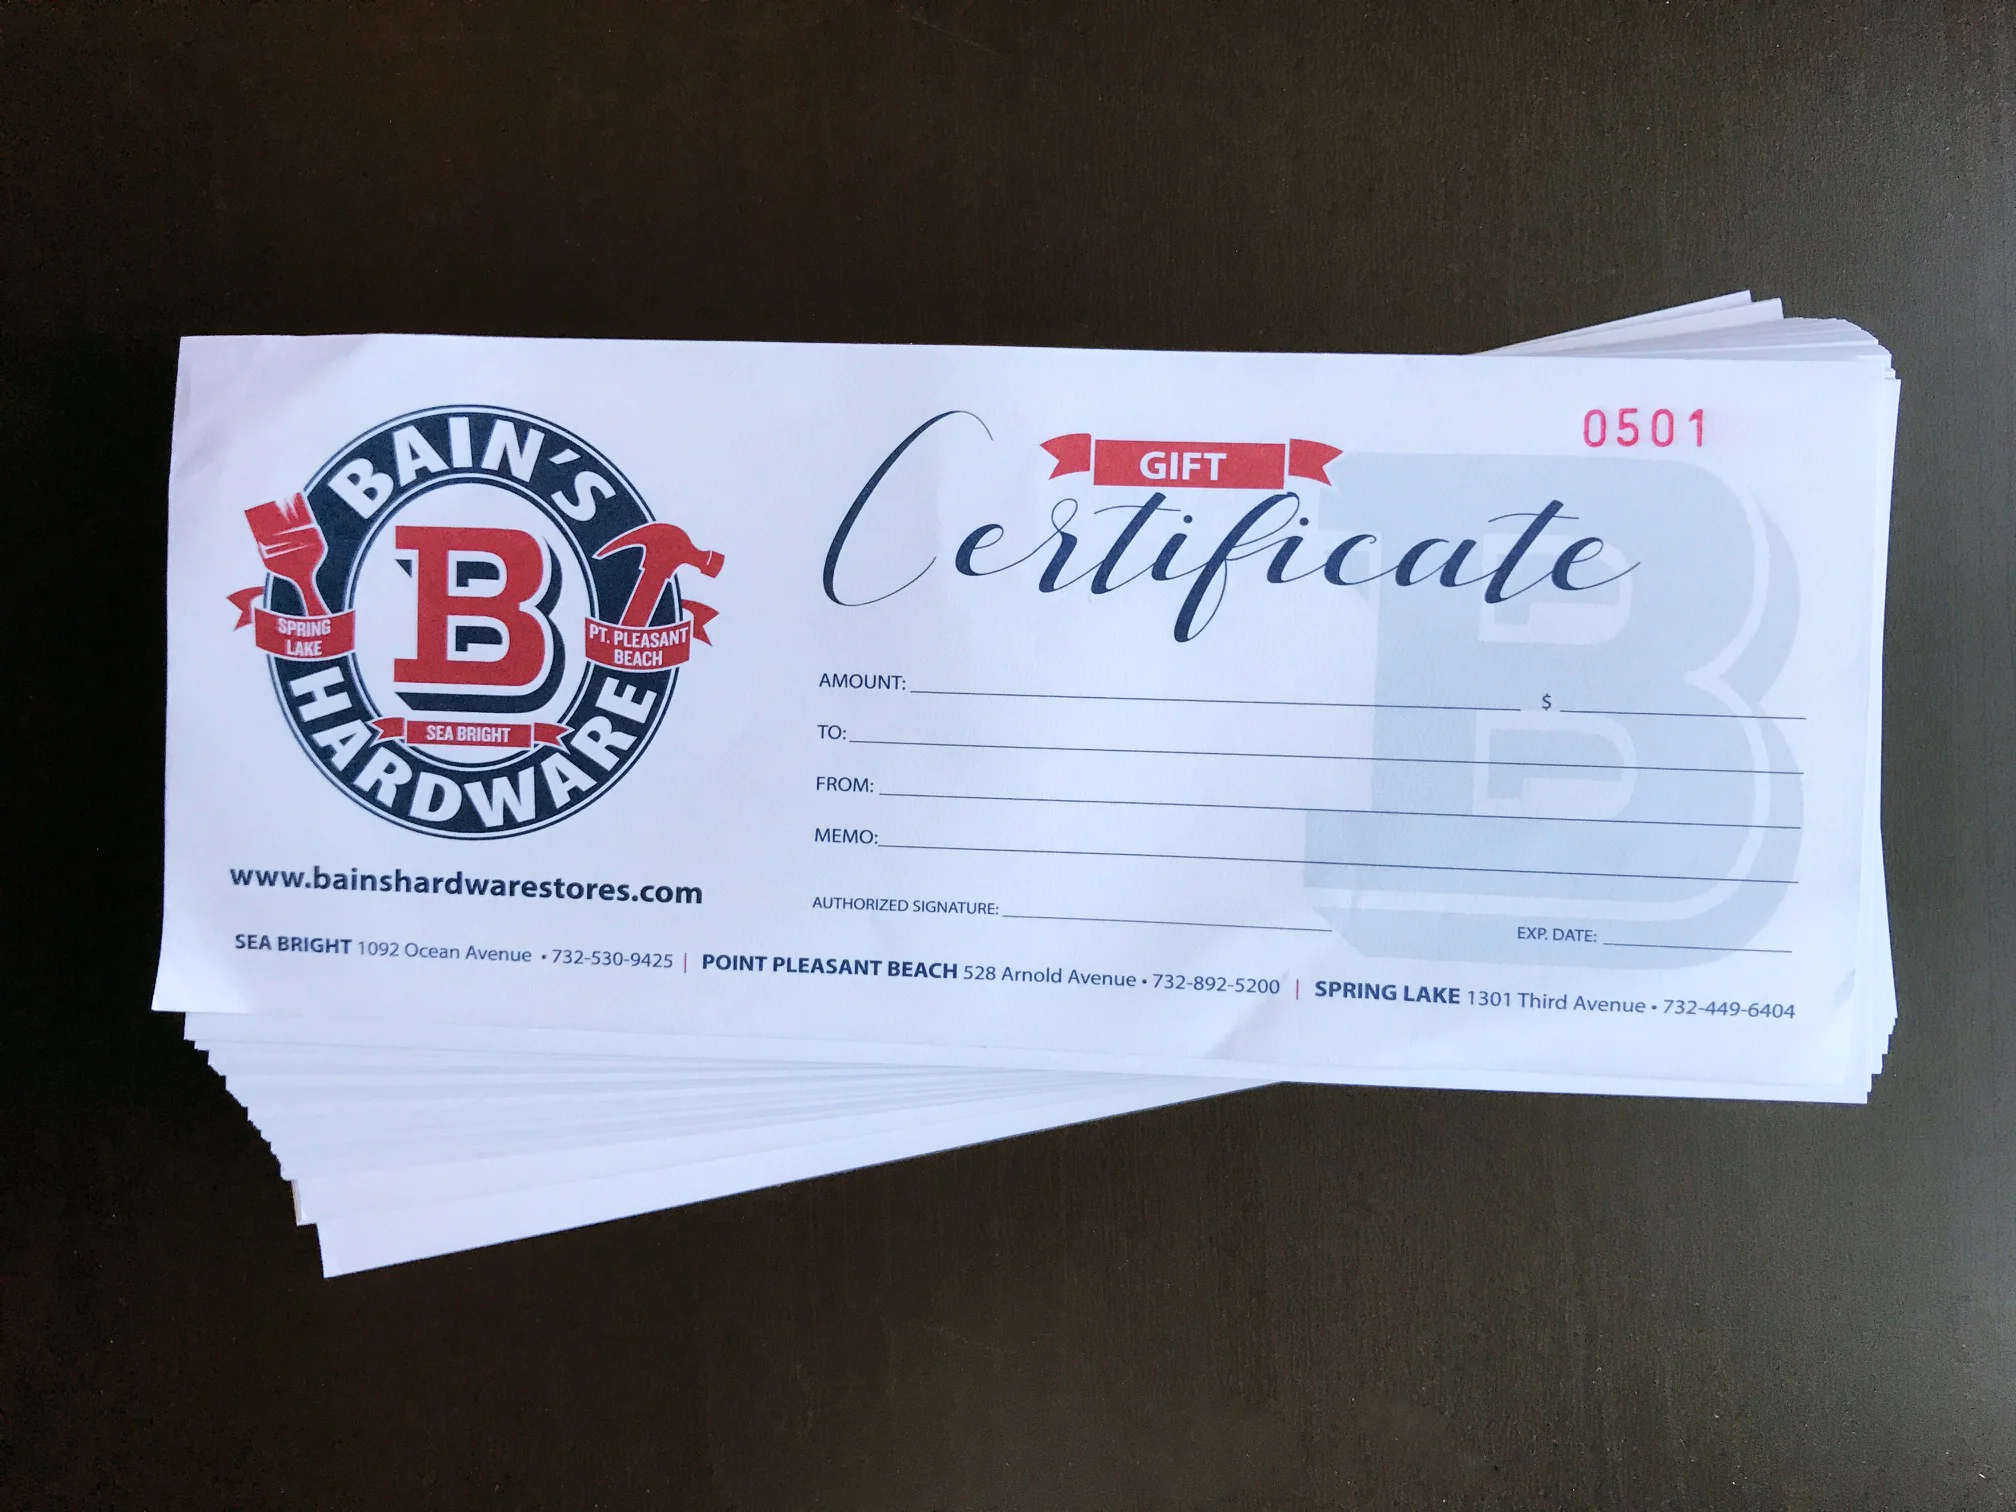 BAIN'S
HARDWARE
B
SPRING
LAKE
PT. PLEASANT
BEACH
SEA BRIGHT
www.bainshardwarestores.com
0501
GIFT
Certificate
AMOUNT: $
TO:
FROM:
MEMO:
AUTHORIZED SIGNATURE: EXP. DATE:
SEA BRIGHT 1092 Ocean Avenue • 732-530-9425 | POINT PLEASANT BEACH 528 Arnold Avenue • 732-892-5200 | SPRING LAKE 1301 Third Avenue • 732-449-6404
B